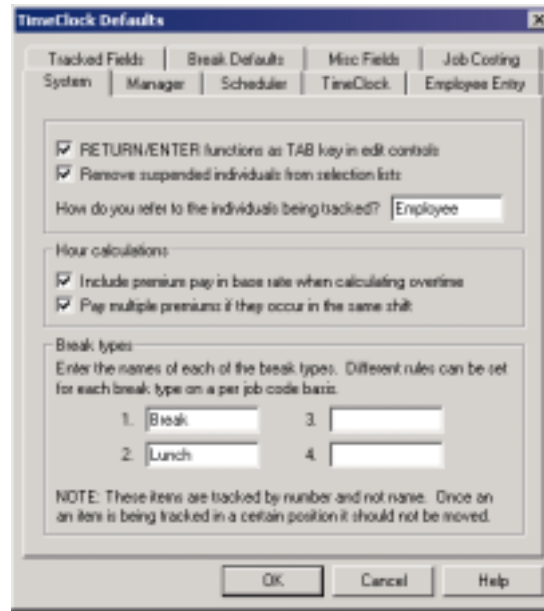 TimeClock Defaults
Tracked Fields Break Defaults Misc Fields Job Costing
System Manager Scheduler TimeClock Employee Entry
RETURN/ENTER functions as TAB key in edit controls
Remove suspended individuals from selection lists
How do you refer to the individuals being tracked? Employee
Hour calculations
Include premium pay in base rate when calculating overtime
Pay multiple premiums if they occur in the same shift
Break types
Enter the names of each of the break types. Different rules can be set
for each break type on a per job code basis.
1. Break 3.
2. Lunch 4.
NOTE: These items are tracked by number and not name. Once an
an item is being tracked in a certain position it should not be moved.
OK Cancel Help